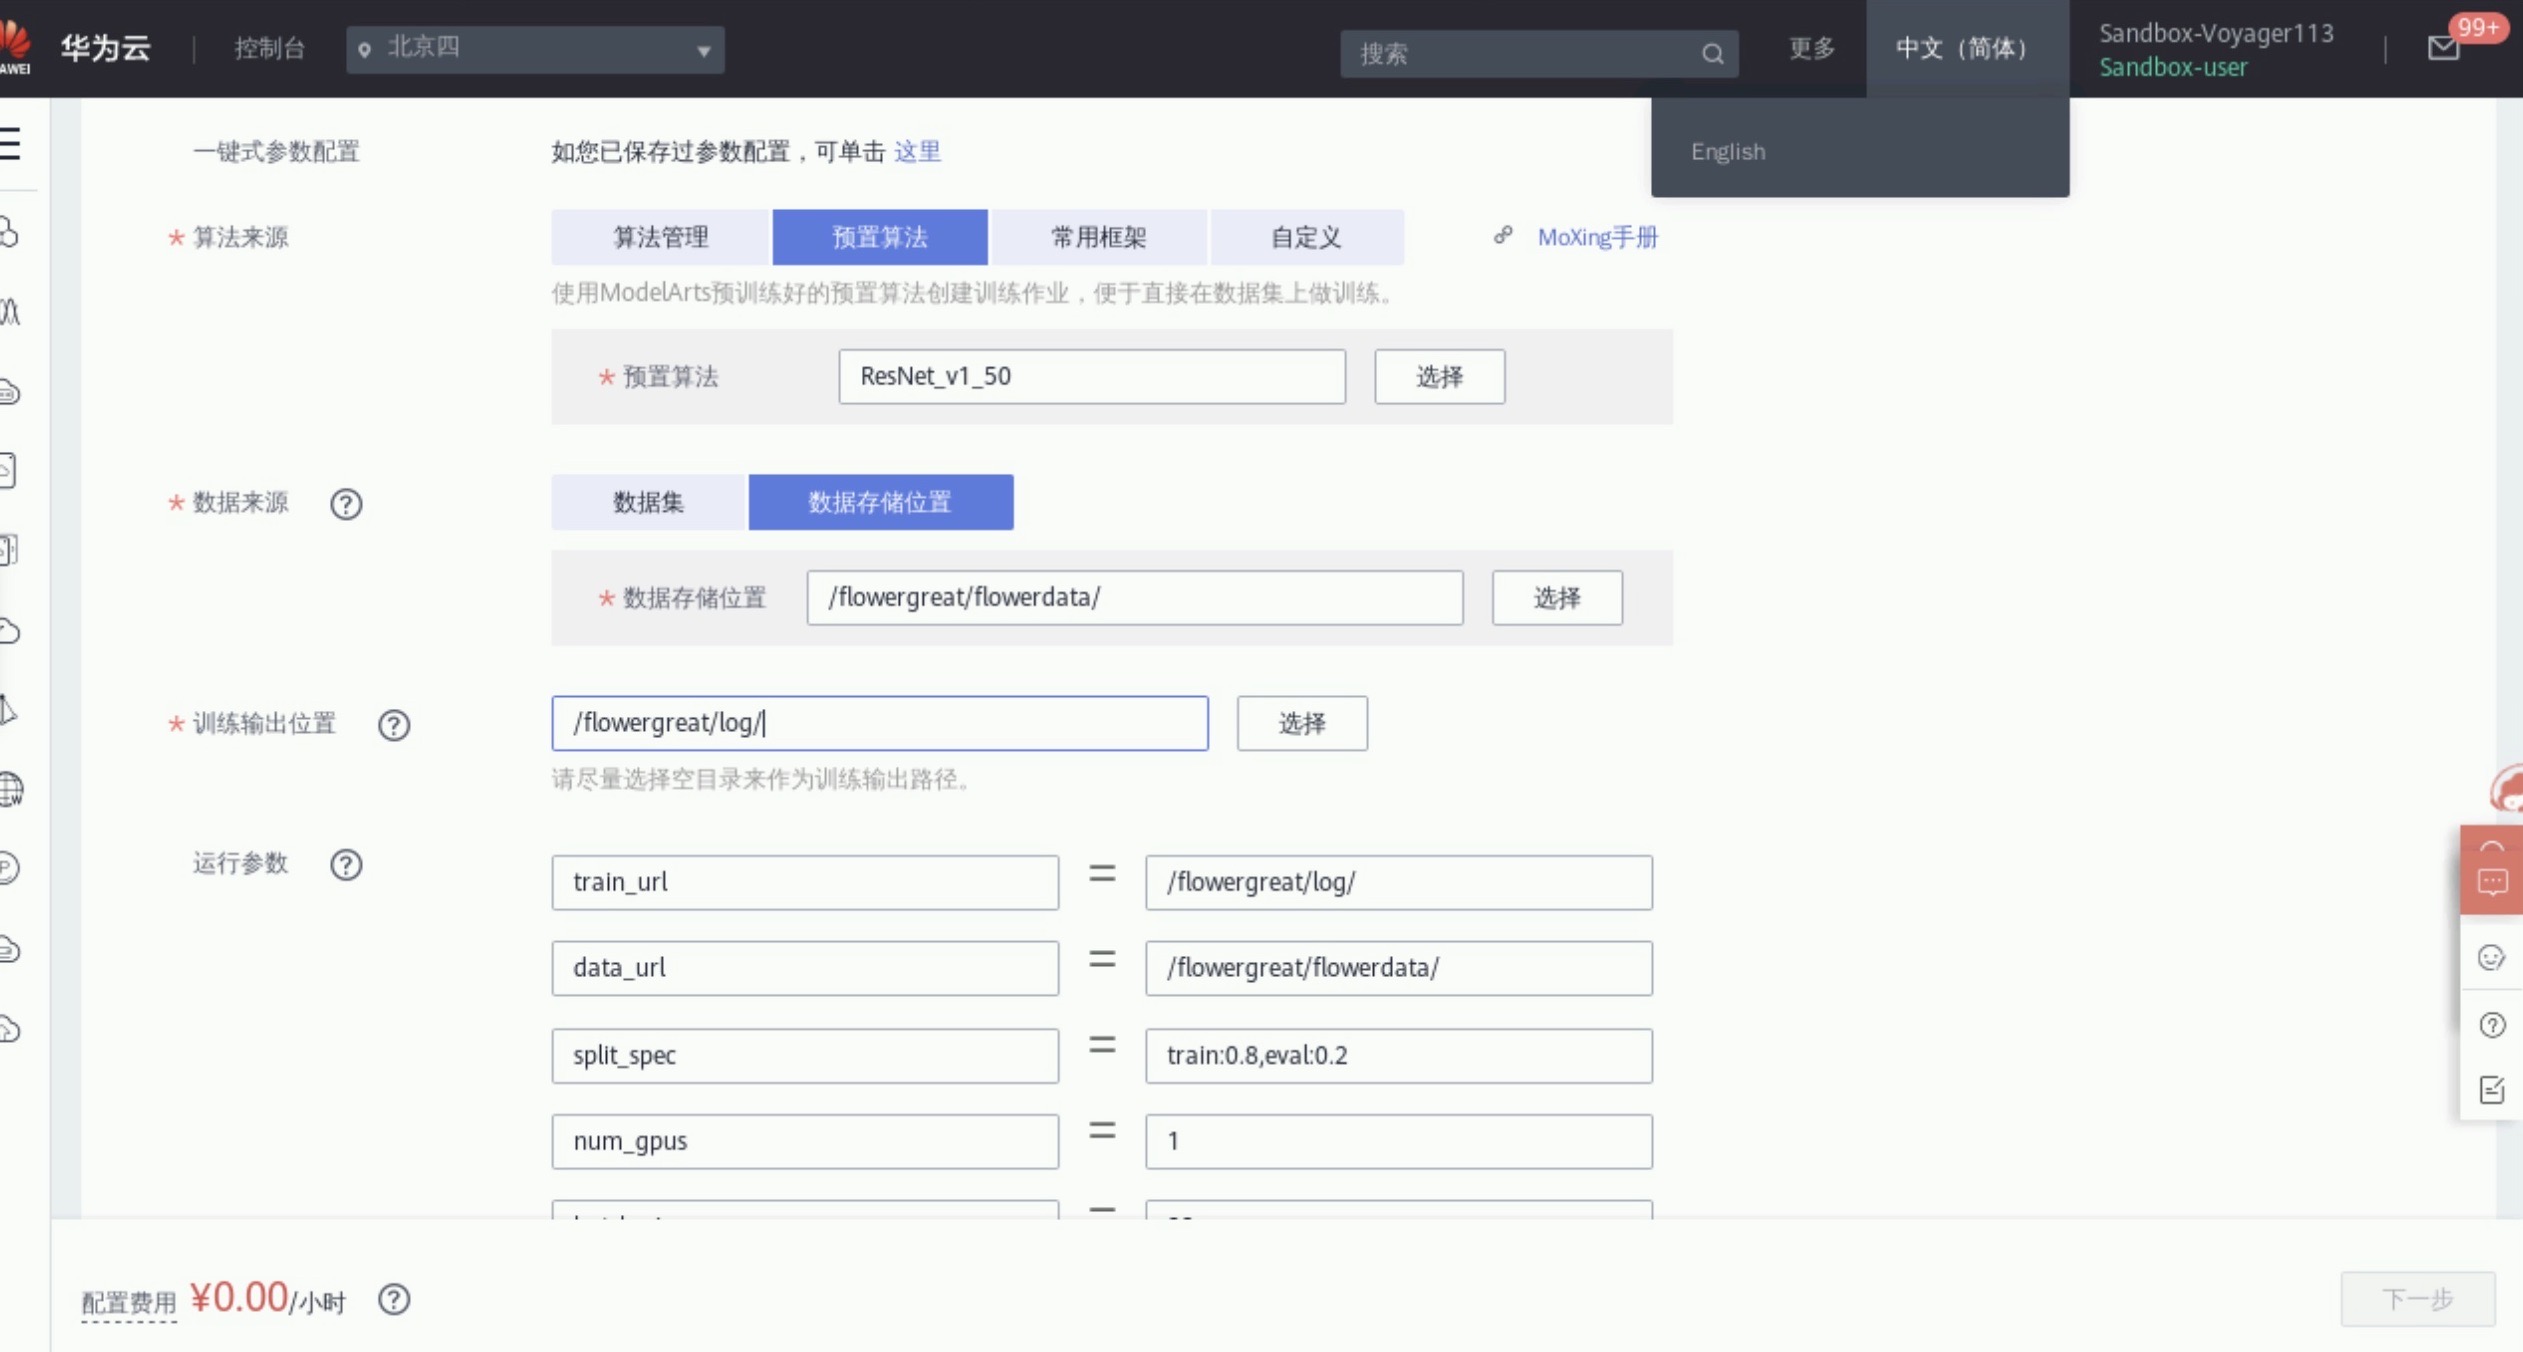 华为云 控制台 北京四 搜索 更多 中文（简体） Sandbox-Voyager113 99+
AWEI Sandbox-user
English
一键式参数配置 如您已保存过参数配置，可单击 这里
* 算法来源 算法管理 预置算法 常用框架 自定义 MoXing手册
使用ModelArts预训练好的预置算法创建训练作业，便于直接在数据集上做训练。
* 预置算法 ResNet_v1_50 选择
* 数据来源 数据集 数据存储位置
* 数据存储位置 /flowergreat/flowerdata/ 选择
* 训练输出位置 /flowergreat/log/ 选择
请尽量选择空目录来作为训练输出路径。
运行参数 train_url = /flowergreat/log/
data_url = /flowergreat/flowerdata/
split_spec = train:0.8,eval:0.2
num_gpus = 1
配置费用 ¥0.00/小时 下一步